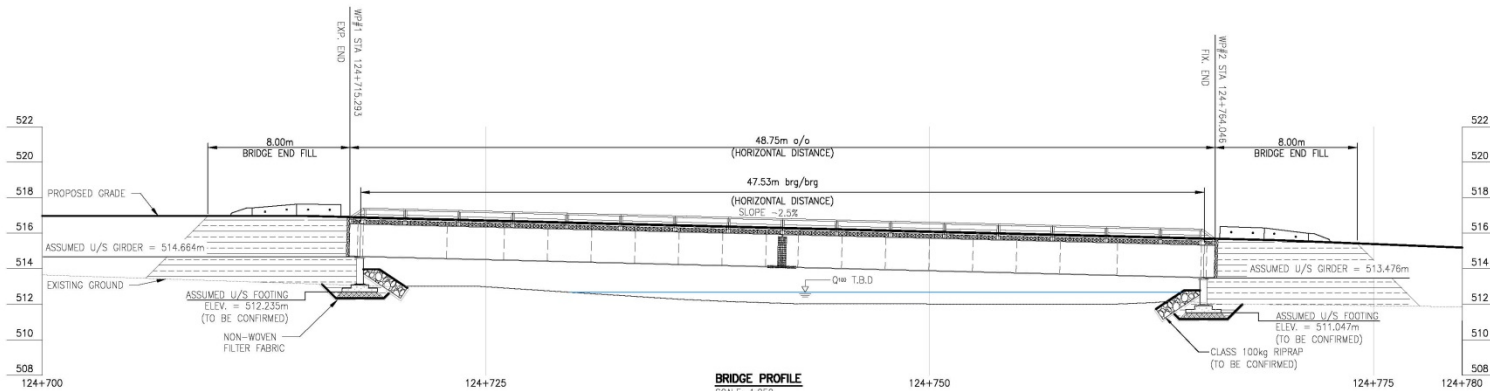 WP#1 STA 124+715.293
EXP. END
WP#2 STA 124+764.046
FIX. END
522
520
518
516
514
512
510
508
522
520
518
516
514
512
510
508
8.00m
BRIDGE END FILL
48.75m o/o
(HORIZONTAL DISTANCE)
8.00m
BRIDGE END FILL
47.53m brg/brg
(HORIZONTAL DISTANCE)
SLOPE -2.5%
PROPOSED GRADE
ASSUMED U/S GIRDER = 514.664m
EXISTING GROUND
ASSUMED U/S FOOTING
ELEV. = 512.235m
(TO BE CONFIRMED)
NON-WOVEN
FILTER FABRIC
T.B.D
ASSUMED U/S GIRDER = 513.476m
ASSUMED U/S FOOTING
ELEV. = 511.047m
(TO BE CONFIRMED)
CLASS 100kg RIPRAP
(TO BE CONFIRMED)
124+700
124+725
124+750
124+775
124+780
BRIDGE PROFILE